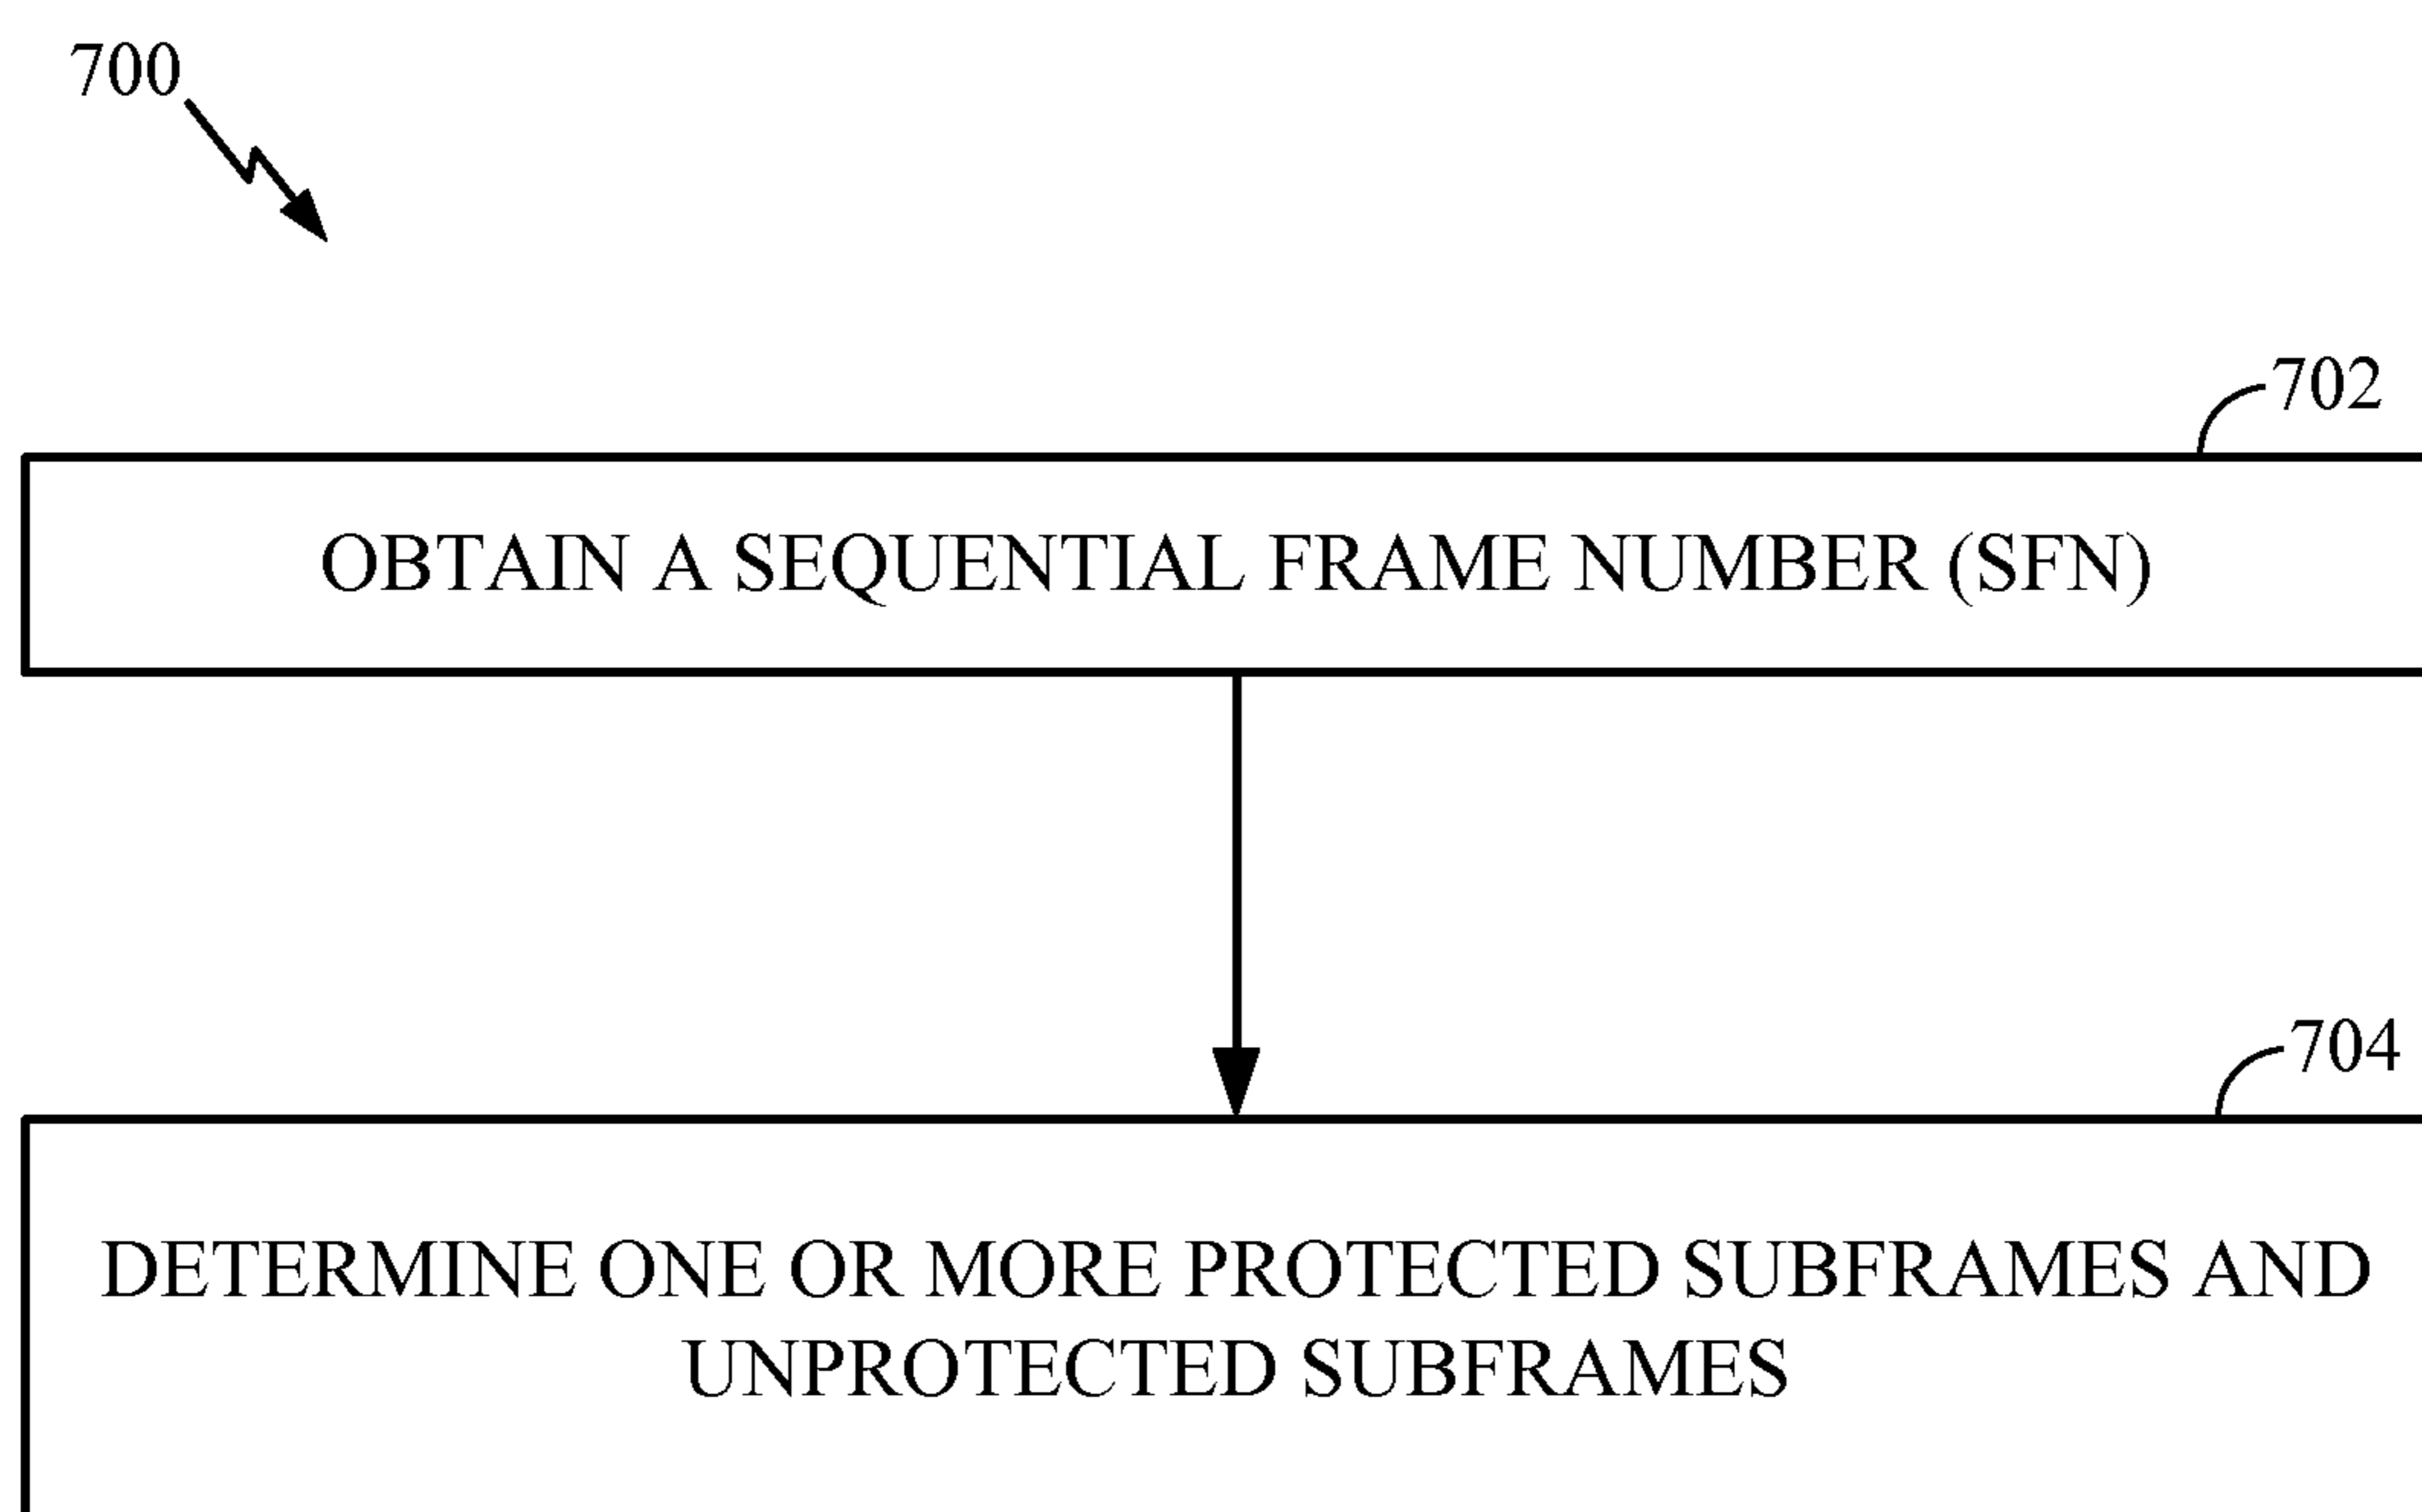 700
702
OBTAIN A SEQUENTIAL FRAME NUMBER (SFN)
704
DETERMINE ONE OR MORE PROTECTED SUBFRAMES AND
UNPROTECTED SUBFRAMES